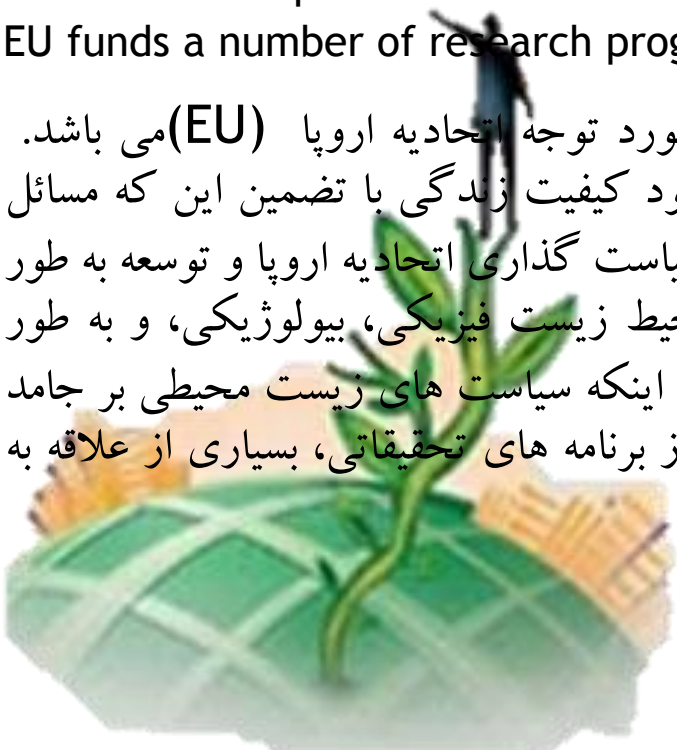 EU funds a number of research prog
ورد توجه اتحادیه اروپا (EU)می باشد.
ود کیفیت زندگی با تضمین این که مسائل
یاست گذاری اتحادیه اروپا و توسعه به طور
حیط زیست فیزیکی، بیولوژیکی، و به طور
اینکه سیاست های زیست محیطی بر جامد
ز برنامه های تحقیقاتی، بسیاری از علاقه به